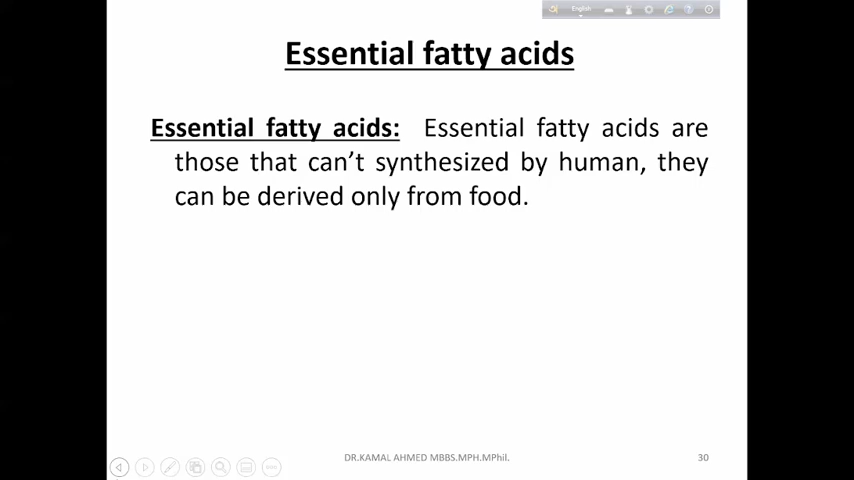 English
Essential fatty acids
Essential fatty acids: Essential fatty acids are
those that can’t synthesized by human, they
can be derived only from food.
DR.KAMAL AHMED MBBS.MPH.MPhil.
30